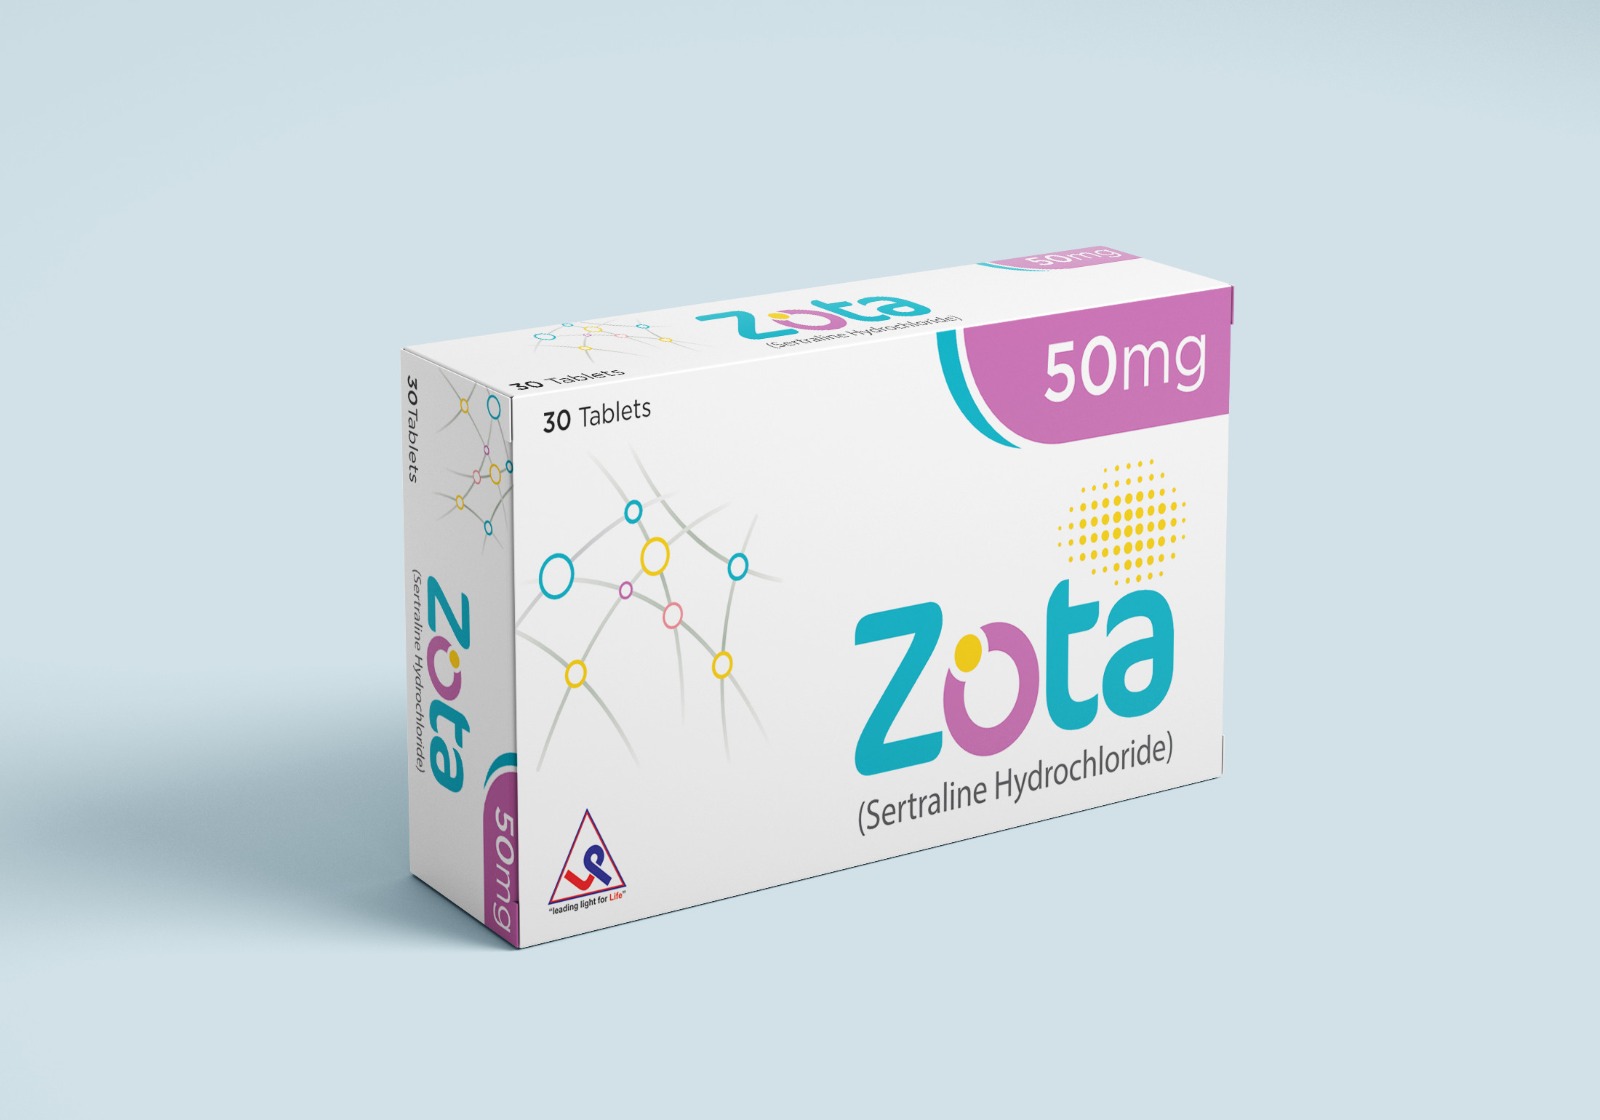 50mg
Zota
(Sertraline Hydrochloride)
30 Tablets
50mg
30 Tablets
Zota
(Sertraline Hydrochloride)
LP
"leading light for Life"
30 Tablets
Zota
(Sertraline Hydrochloride)
50mg